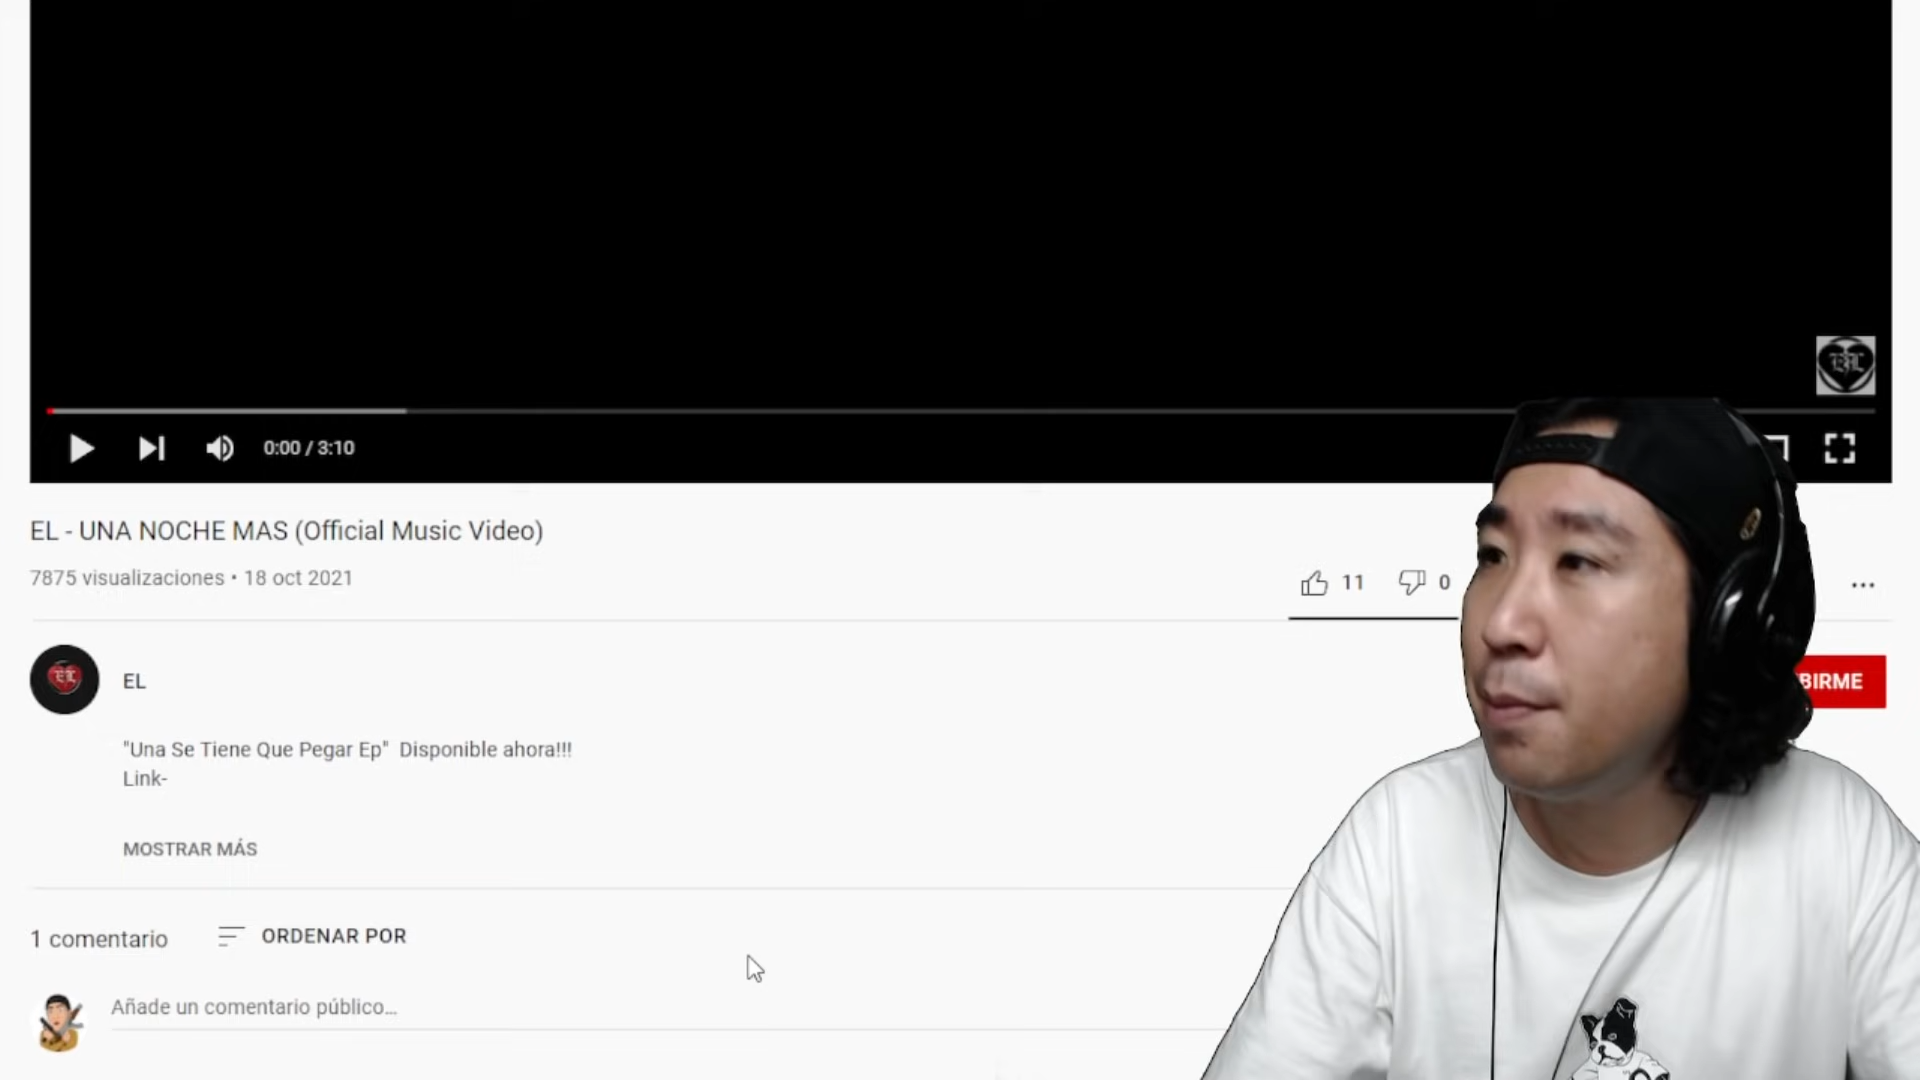 0:00 / 3:10
EL - UNA NOCHE MAS (Official Music Video)
7875 visualizaciones • 18 oct 2021
11
0
EL
BIRME
"Una Se Tiene Que Pegar Ep" Disponible ahora!!!
Link-
MOSTRAR MÁS
1 comentario
ORDENAR POR
Añade un comentario público...